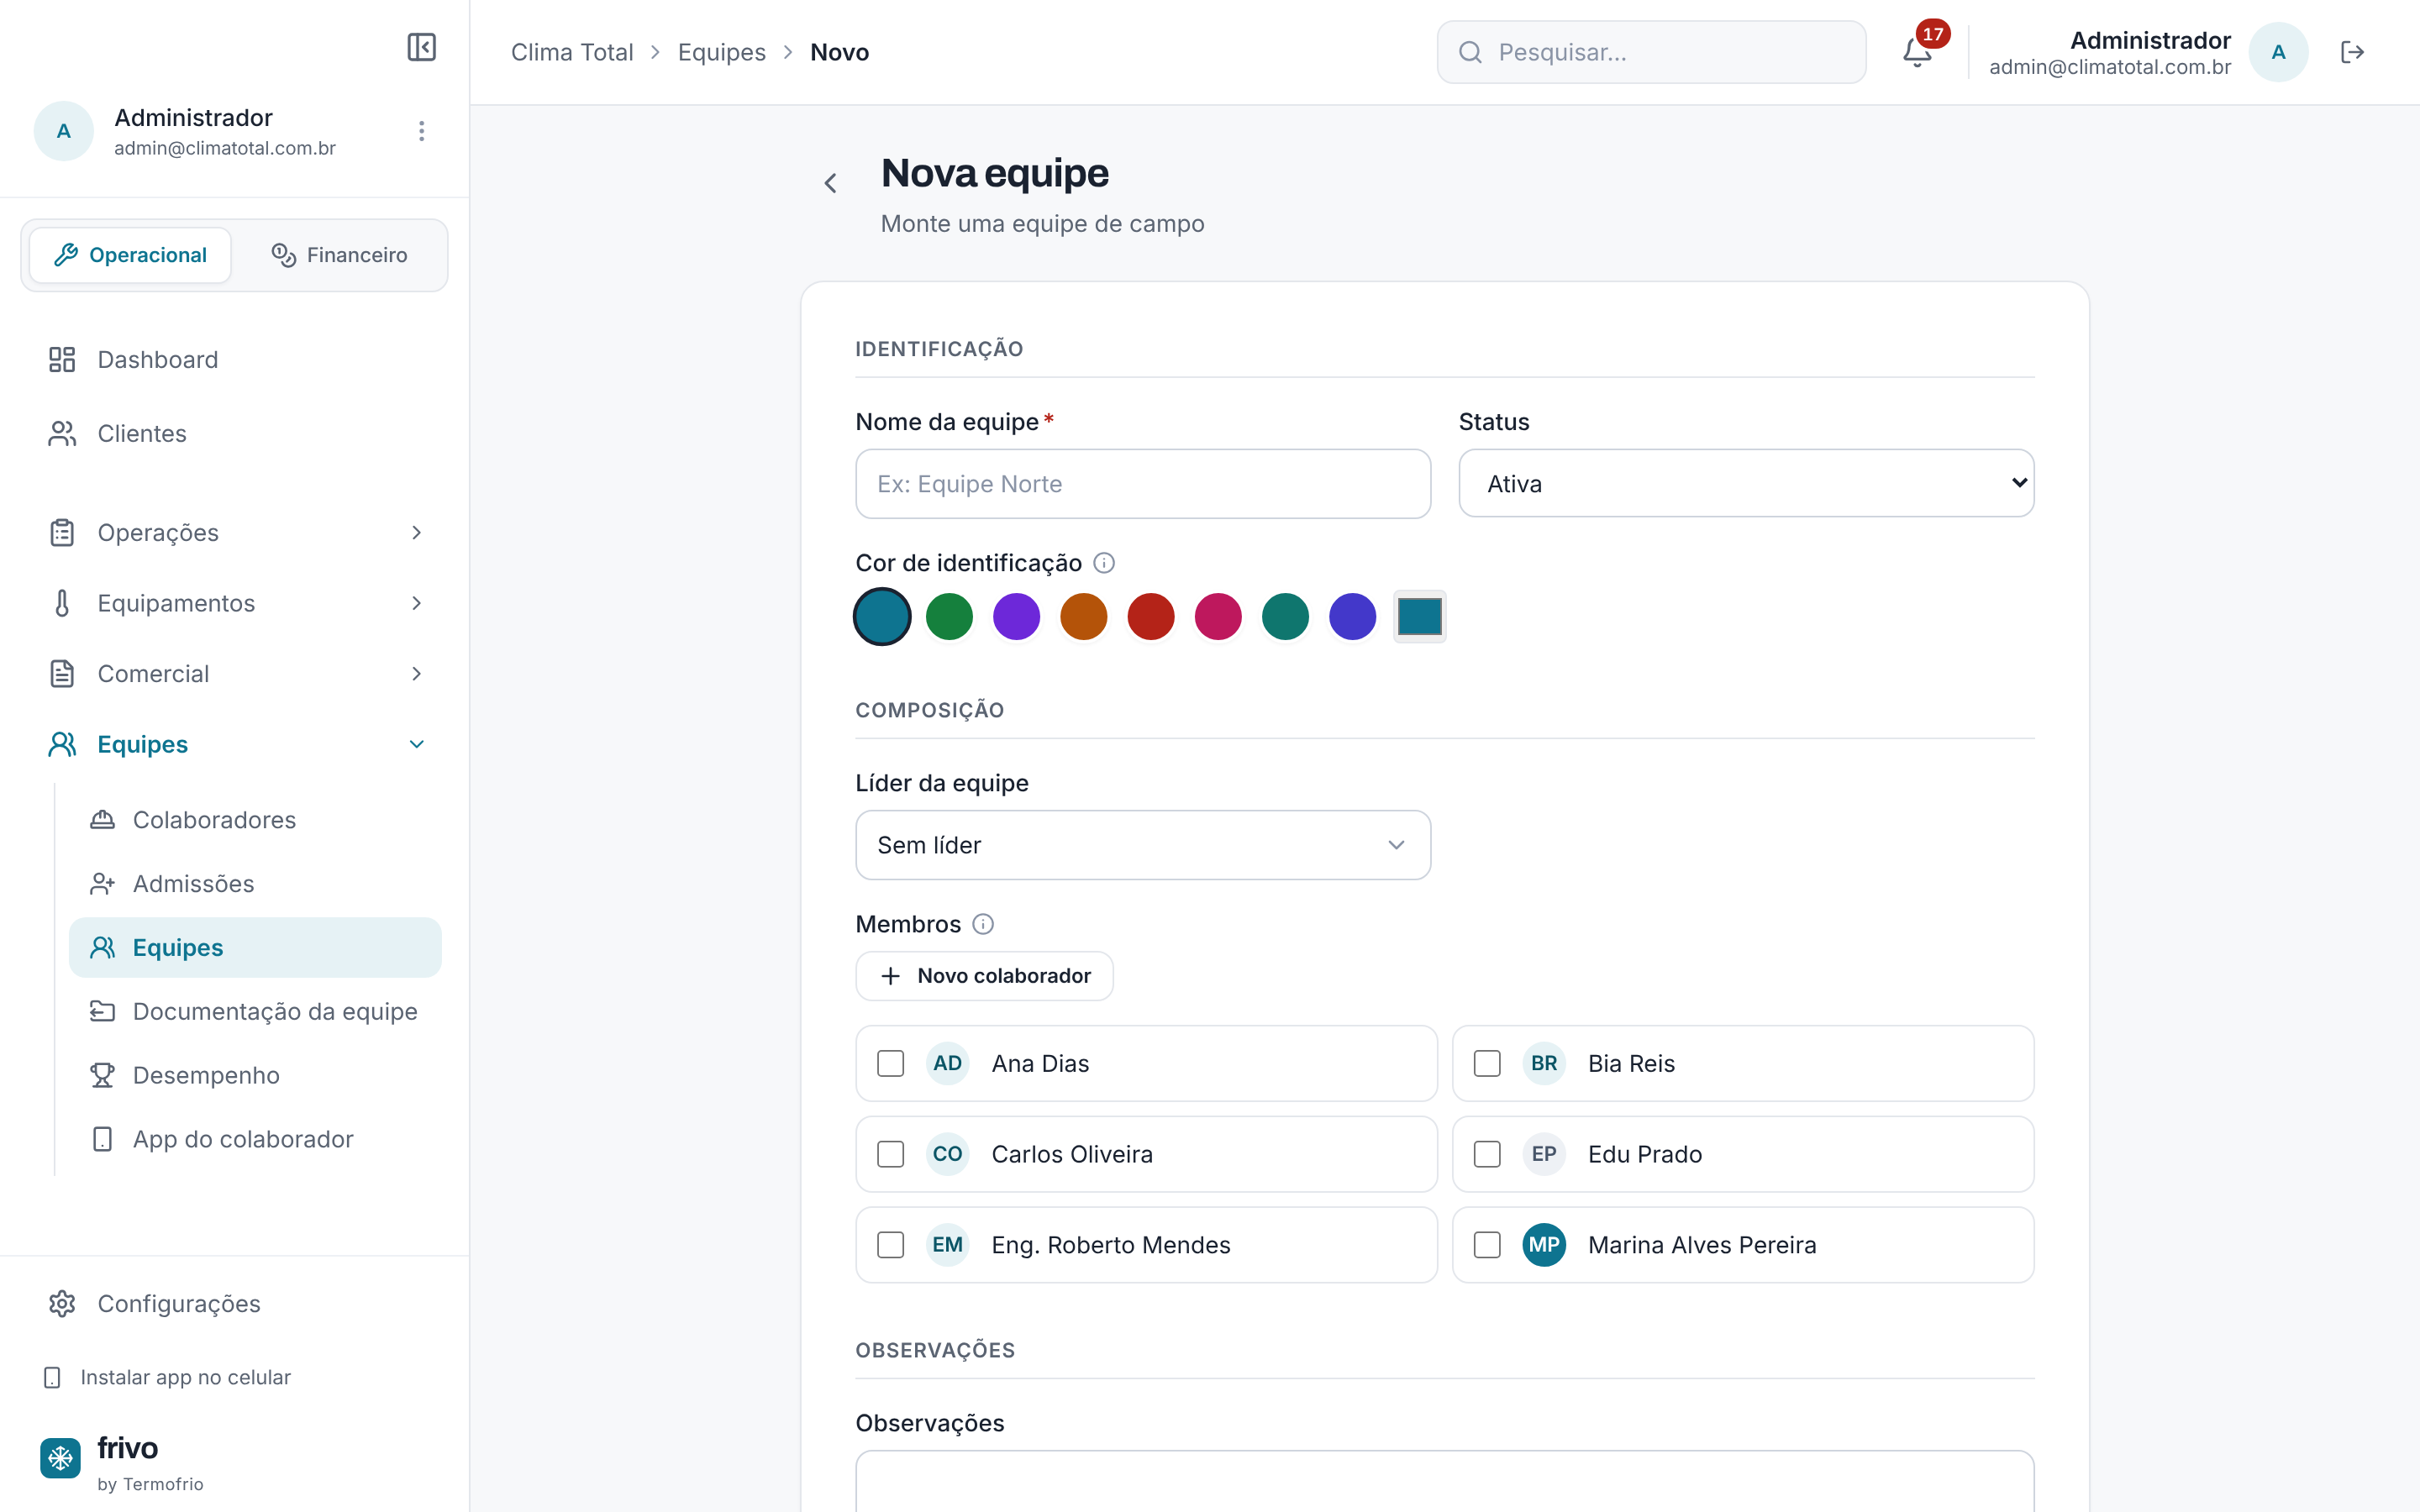 A
Administrador
admin@climatotal.com.br
Operacional
Financeiro
Dashboard
Clientes
Operações
Equipamentos
Comercial
Equipes
Colaboradores
Admissões
Equipes
Documentação da equipe
Desempenho
App do colaborador
Configurações
Instalar app no celular
frivo
by Termofrio
Clima Total > Equipes > Novo
Pesquisar...
17
Administrador
admin@climatotal.com.br
A
Nova equipe
Monte uma equipe de campo
IDENTIFICAÇÃO
Nome da equipe*
Ex: Equipe Norte
Status
Ativa
Cor de identificação
COMPOSIÇÃO
Líder da equipe
Sem líder
Membros
+ Novo colaborador
AD Ana Dias
BR Bia Reis
CO Carlos Oliveira
EP Edu Prado
EM Eng. Roberto Mendes
MP Marina Alves Pereira
OBSERVAÇÕES
Observações